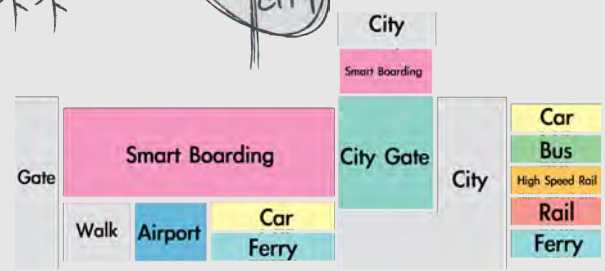 City
City
Smart Boarding
Gate
Smart Boarding
City Gate
City
Car
Bus
High Speed Rail
Rail
Ferry
Walk
Airport
Car
Ferry